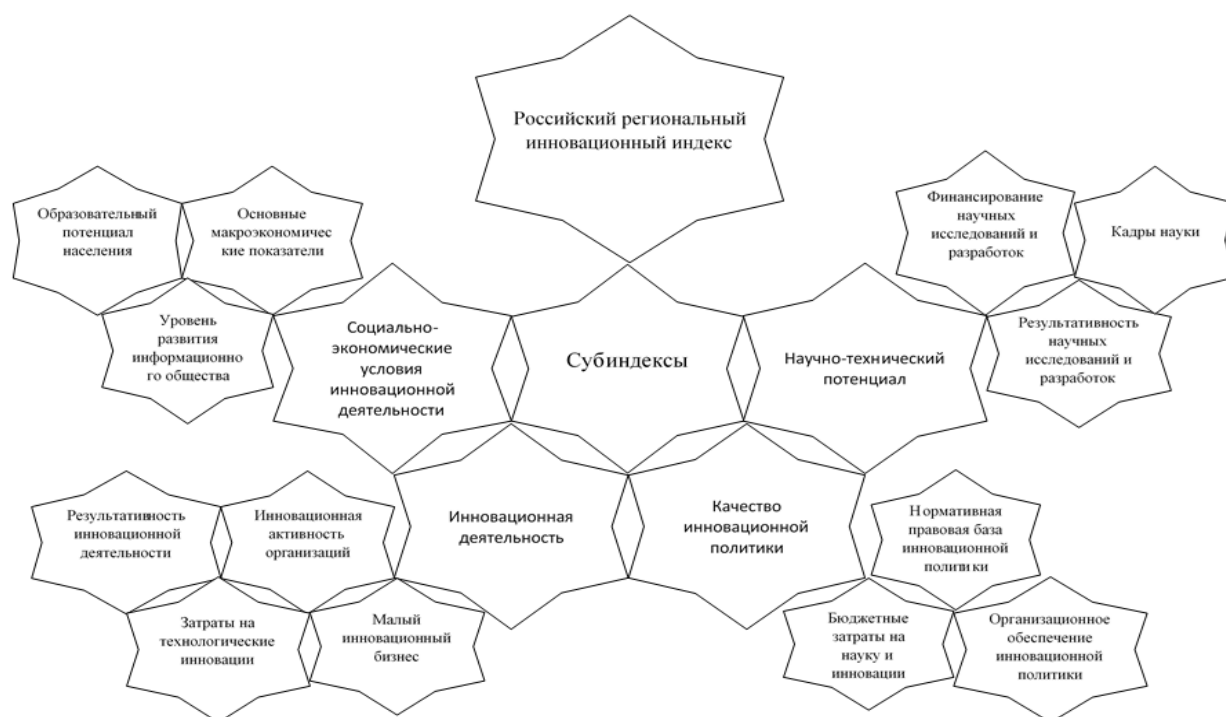 Российский региональный
инновационный индекс
Образовательный
потенциал
населения
Основные
макроэкономичес
кие показатели
Уровень
развития
информационно
го общества
Финансирование
научных
исследований и
разработок
Кадры науки
Результативность
научных
исследований и
разработок
Социально-
экономические
условия
инновационной
деятельности
Субиндексы
Научно-технический
потенциал
Инновационная
деятельность
Качество
инновационной
политики
Результативность
инновационной
деятельности
Инновационная
активность
организаций
Затраты на
технологические
инновации
Малый
инновационный
бизнес
Нормативная
правовая база
инновационной
политики
Бюджетные
затраты на
науку и
инновации
Организационное
обеспечение
инновационной
политики